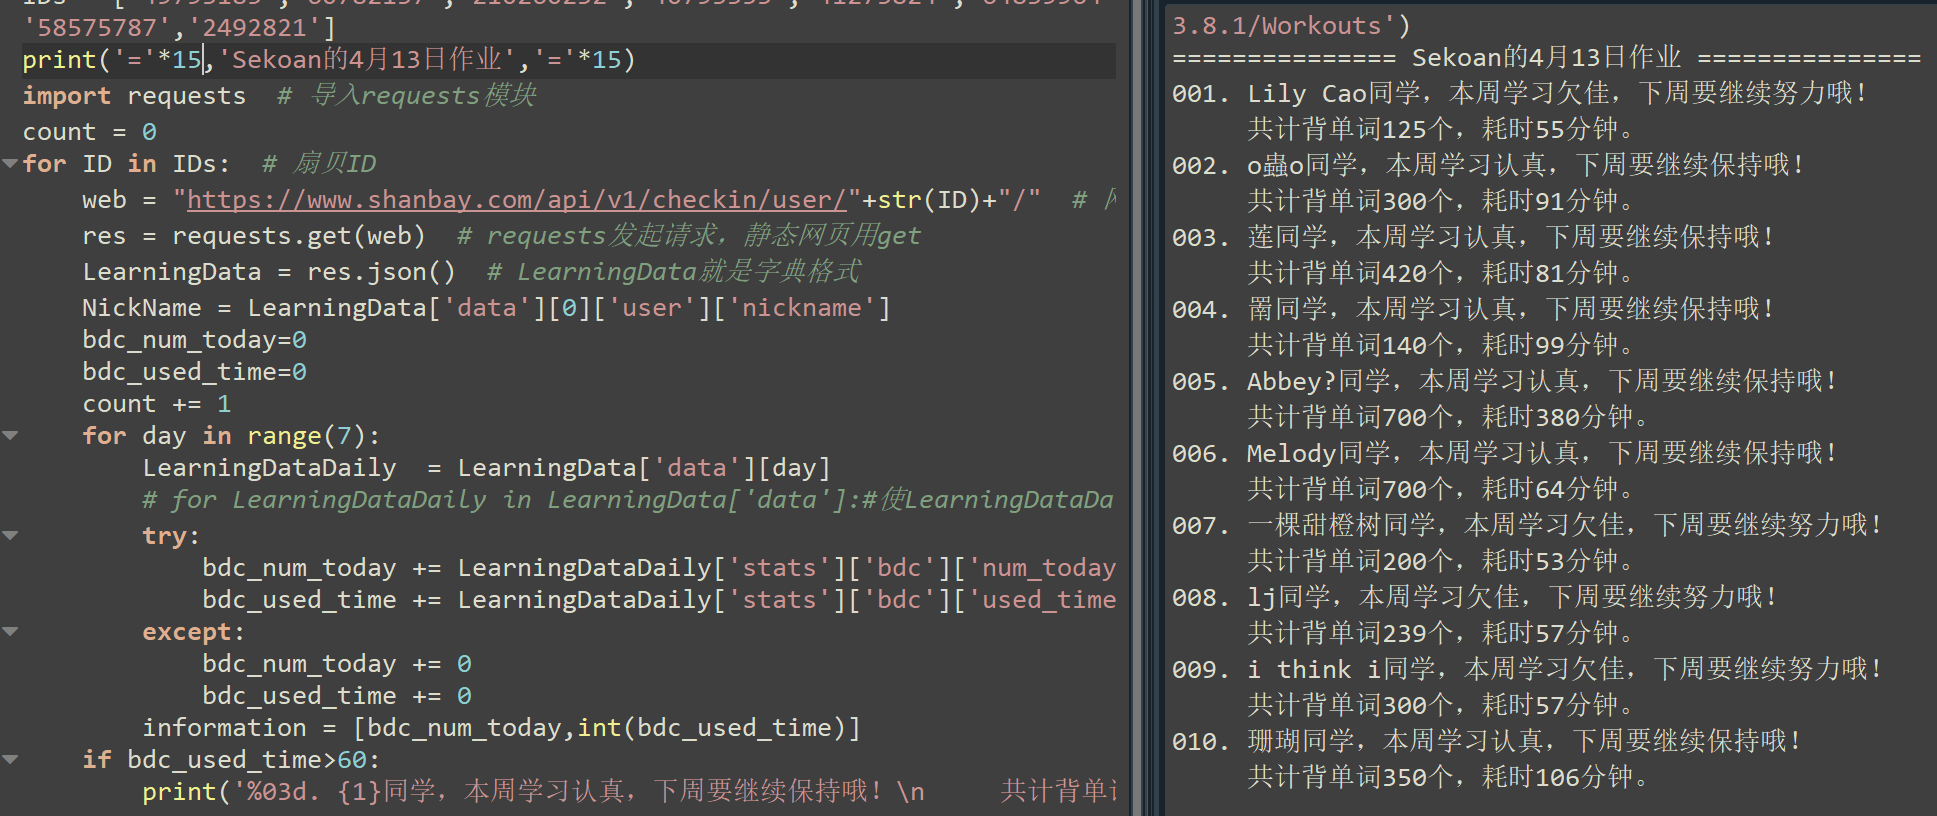 '58575787','2492821']
print('='*15,'Sekoan的4月13日作业','='*15)
import requests  # 导入requests模块
count = 0
for ID in IDs:  # 扇贝ID
    web = "https://www.shanbay.com/api/v1/checkin/user/"+str(ID)+"/"  #
    res = requests.get(web)  # requests发起请求，静态网页用get
    LearningData = res.json()  # LearningData就是字典格式
    NickName = LearningData['data'][0]['user']['nickname']
    bdc_num_today=0
    bdc_used_time=0
    count += 1
    for day in range(7):
        LearningDataDaily  = LearningData['data'][day]
        # for LearningDataDaily in LearningData['data']:#使LearningDataDa
        try:
            bdc_num_today += LearningDataDaily['stats']['bdc']['num_today
            bdc_used_time += LearningDataDaily['stats']['bdc']['used_time
        except:
            bdc_num_today += 0
            bdc_used_time += 0
        information = [bdc_num_today,int(bdc_used_time)]
    if bdc_used_time>60:
        print('%03d. {1}同学，本周学习认真，下周要继续保持哦！\n     共计背单
3.8.1/Workouts')
=============== Sekoan的4月13日作业 ===============
001. Lily Cao同学，本周学习欠佳，下周要继续努力哦！
     共计背单词125个，耗时55分钟。
002. o蟲o同学，本周学习认真，下周要继续保持哦！
     共计背单词300个，耗时91分钟。
003. 莲同学，本周学习认真，下周要继续保持哦！
     共计背单词420个，耗时81分钟。
004. 同学，本周学习认真，下周要继续保持哦！
     共计背单词140个，耗时99分钟。
005. Abbey?同学，本周学习认真，下周要继续保持哦！
     共计背单词700个，耗时380分钟。
006. Melody同学，本周学习认真，下周要继续保持哦！
     共计背单词700个，耗时64分钟。
007. 一棵甜橙树同学，本周学习欠佳，下周要继续努力哦！
     共计背单词200个，耗时53分钟。
008. lj同学，本周学习欠佳，下周要继续努力哦！
     共计背单词239个，耗时57分钟。
009. i think i同学，本周学习欠佳，下周要继续努力哦！
     共计背单词300个，耗时57分钟。
010. 珊瑚同学，本周学习认真，下周要继续保持哦！
     共计背单词350个，耗时106分钟。